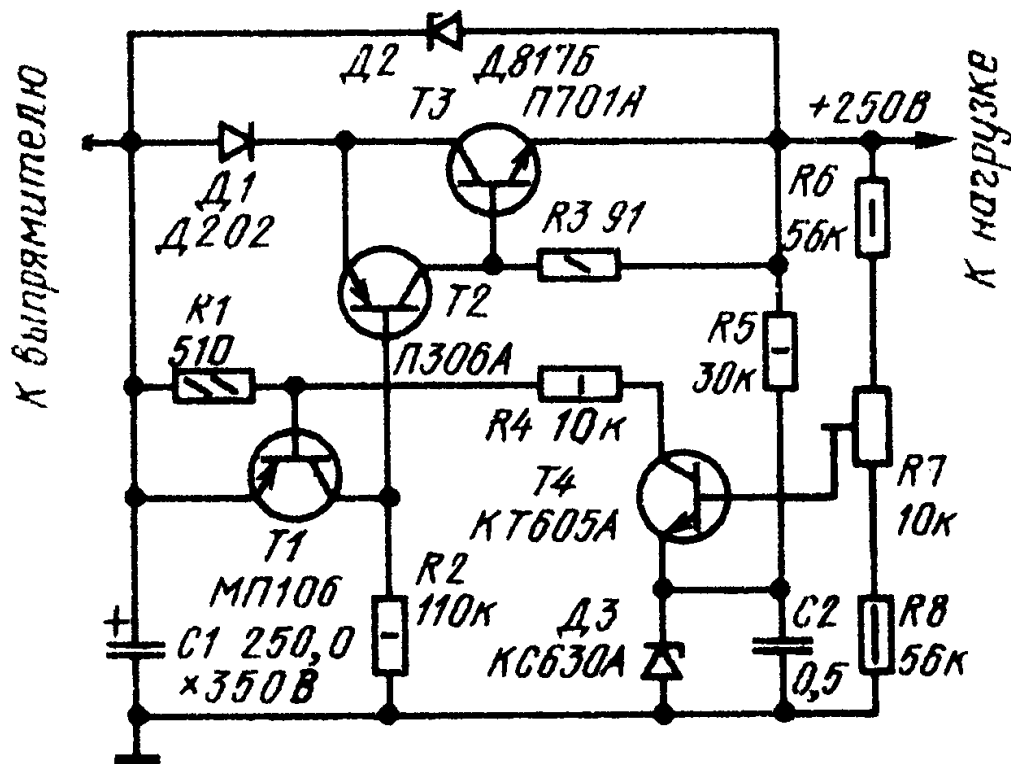 К выпрямителю
Д2 Д817Б
Т3 П701А
+250В
К нагрузке
Д1
Д202
R3 91
R6
56к
Т2
R1
510
П306А
R5
30к
R4 10к
Т4
КТ605А
R7
10к
Т1
МП106
R2
110к
+
С1 250,0
×350В
Д3
КС630А
С2
0,5
R8
56к